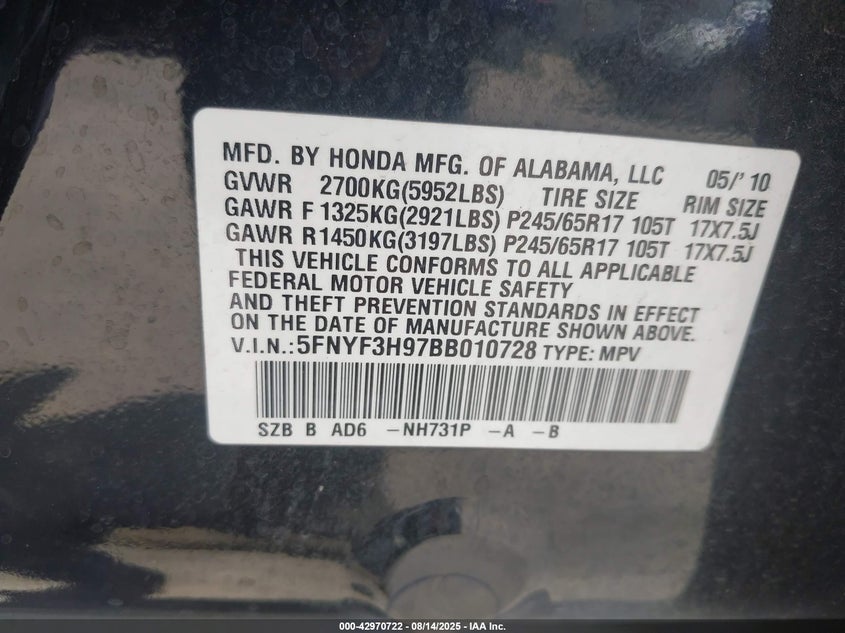 MFD. BY HONDA MFG. OF ALABAMA, LLC 05/' 10
GVWR 2700KG(5952LBS) TIRE SIZE RIM SIZE
GAWR F 1325KG(2921LBS) P245/65R17 105T 17X7.5J
GAWR R1450KG(3197LBS) P245/65R17 105T 17X7.5J
THIS VEHICLE CONFORMS TO ALL APPLICABLE
FEDERAL MOTOR VEHICLE SAFETY
AND THEFT PREVENTION STANDARDS IN EFFECT
ON THE DATE OF MANUFACTURE SHOWN ABOVE.
V.I.N.:5FNYF3H97BB010728 TYPE: MPV
SZB B AD6 -NH731P -A -B
000-42970722 - 08/14/2025 - IAA Inc.